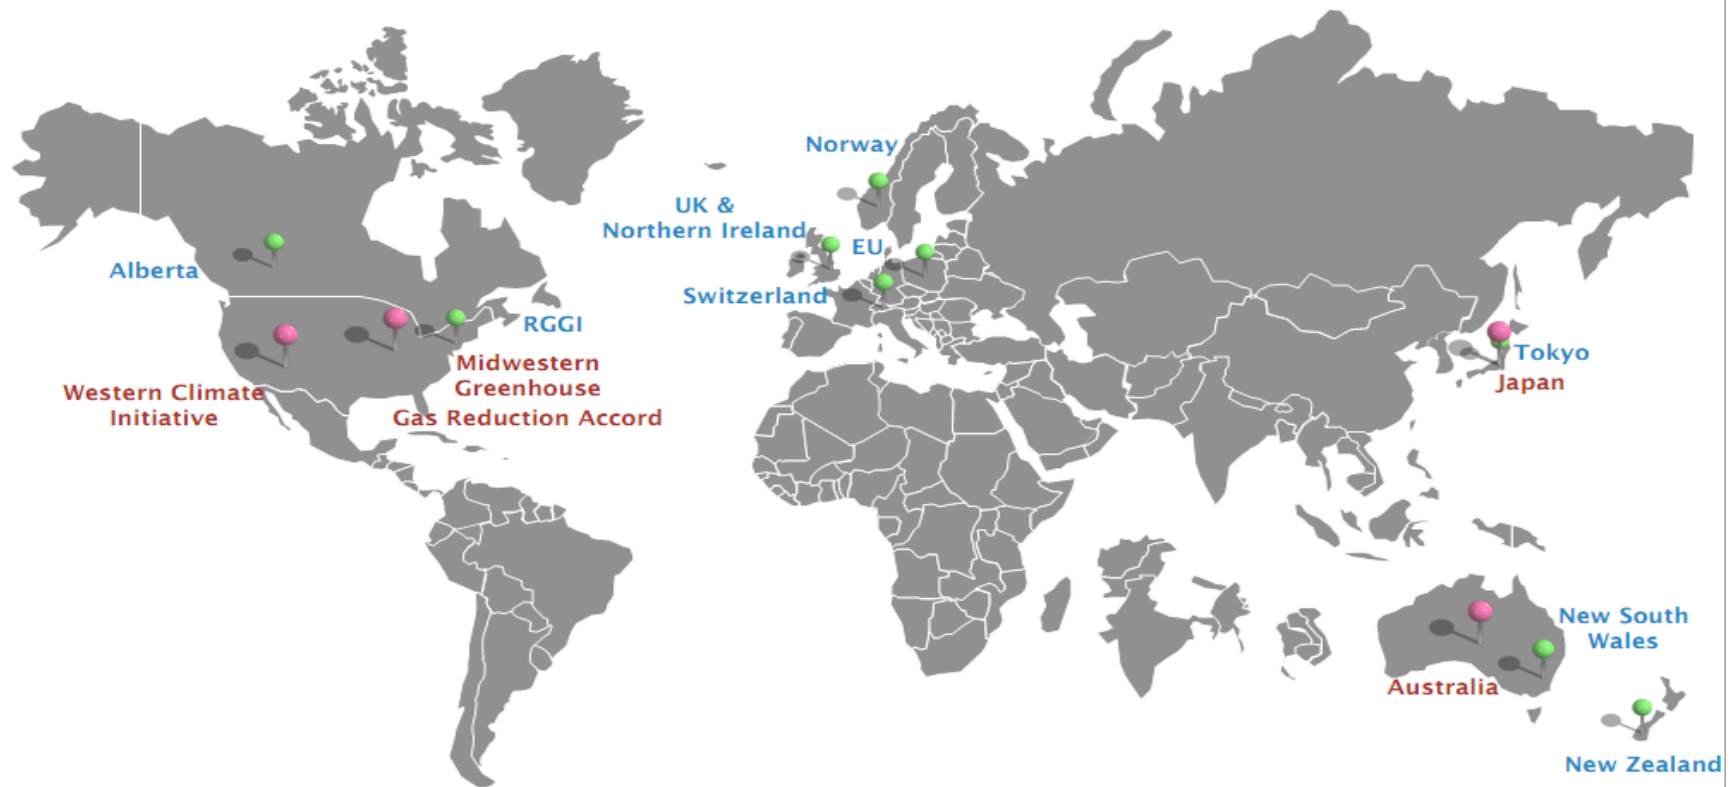 Norway
UK &
Northern Ireland
EU
Alberta
Switzerland
RGGI
Midwestern
Greenhouse
Gas Reduction Accord
Western Climate
Initiative
Tokyo
Japan
New South
Wales
Australia
New Zealand